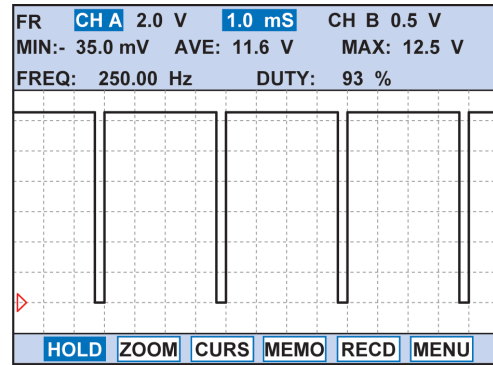 FR CH A 2.0 V 1.0 mS CH B 0.5 V
MIN:- 35.0 mV AVE: 11.6 V MAX: 12.5 V
FREQ: 250.00 Hz DUTY: 93 %
HOLD ZOOM CURS MEMO RECD MENU